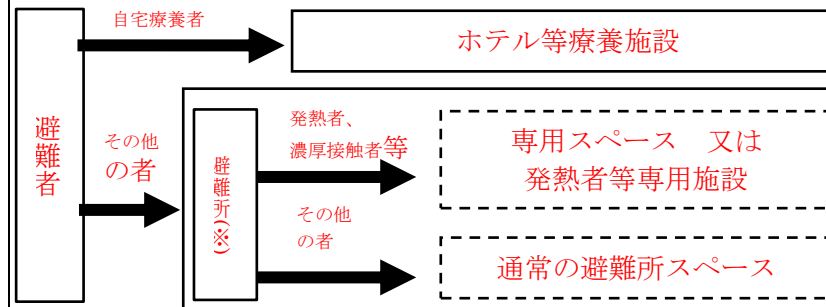 自宅療養者
ホテル等療養施設
避難者
その他
の者
避難所(※)
発熱者、
濃厚接触者等
専用スペース　又は
発熱者等専用施設
その他
の者
通常の避難所スペース